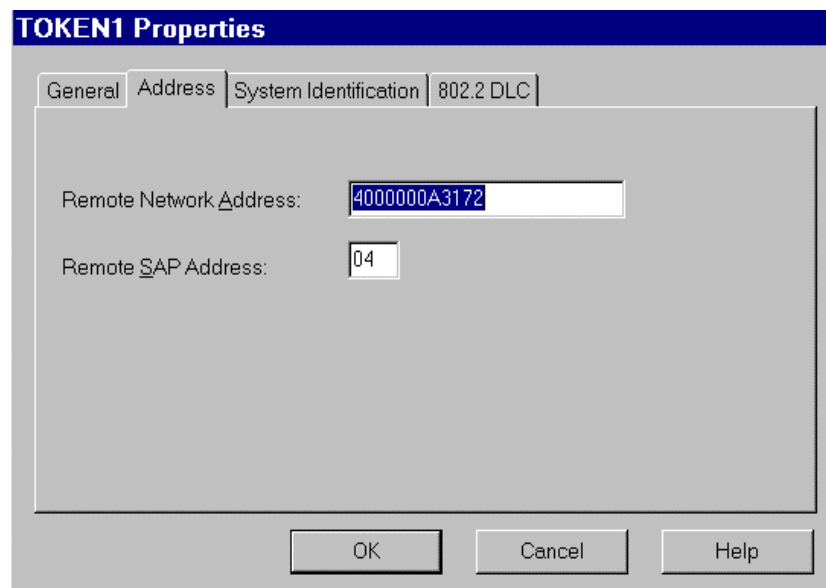 TOKEN1 Properties
General Address System Identification 802.2 DLC
Remote Network Address: 4000000A3172
Remote SAP Address: 04
OK Cancel Help